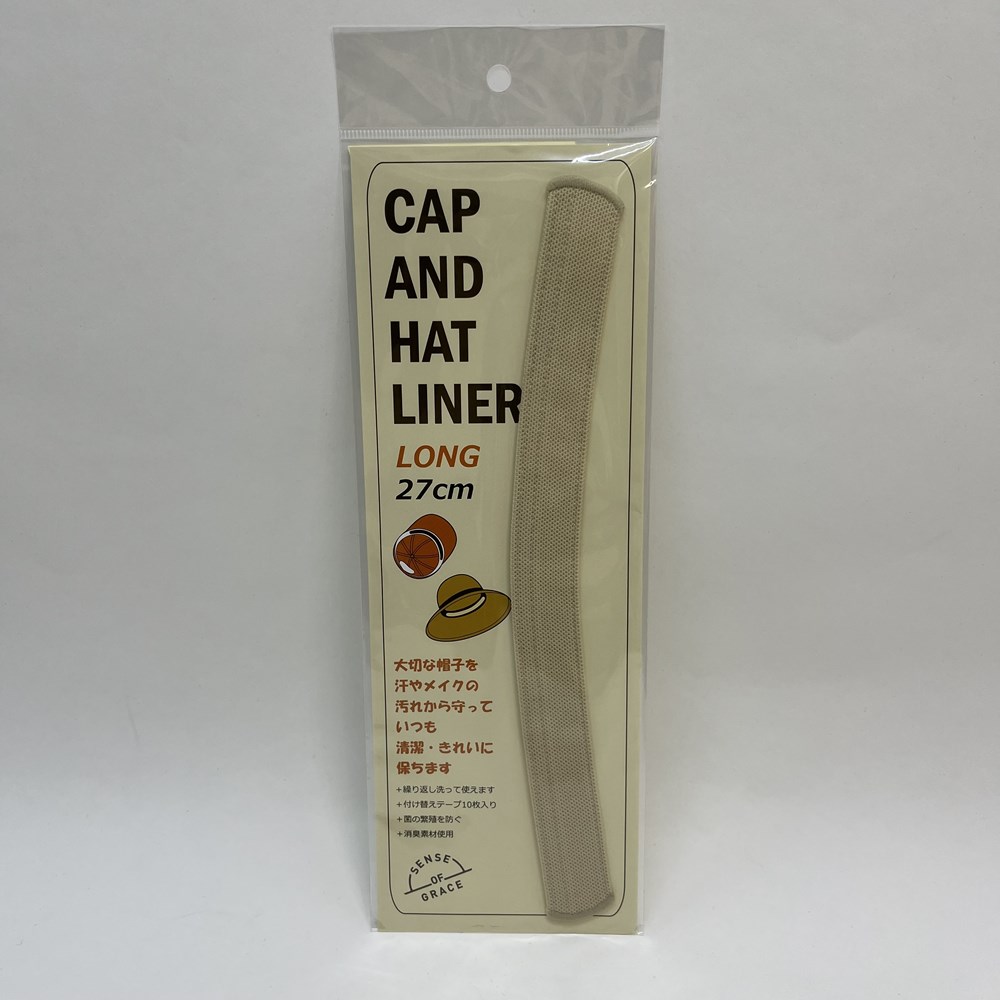 CAP
AND
HAT
LINER
LONG
27cm
大切な帽子を
汗やメイクの
汚れから守って
いつも
清潔・きれいに
保ちます
+繰り返し洗って使えます
+付け替えテープ10枚入り
+菌の繁殖を防ぐ
+消臭素材使用
SENSE
OF
GRACE